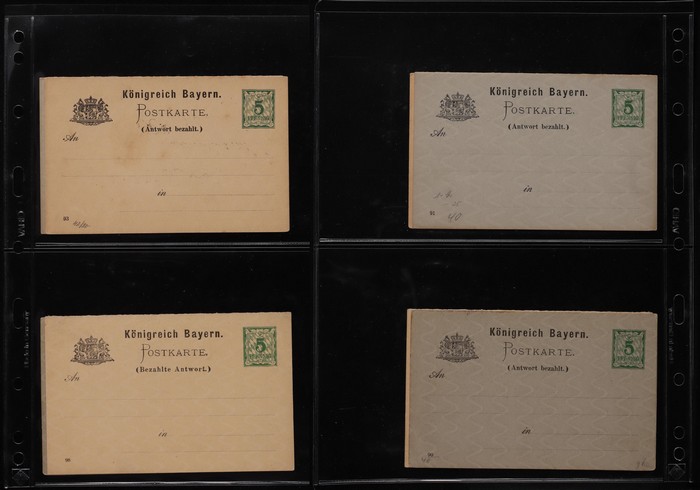 Königreich Bayern.
POSTKARTE.
(Antwort bezahlt.)
An
in
5
Königreich Bayern.
POSTKARTE.
(Antwort bezahlt.)
An
in
40
5
Königreich Bayern.
POSTKARTE.
(Bezahlte Antwort.)
An
in
5
Königreich Bayern.
POSTKARTE.
(Antwort bezahlt.)
An
in
5